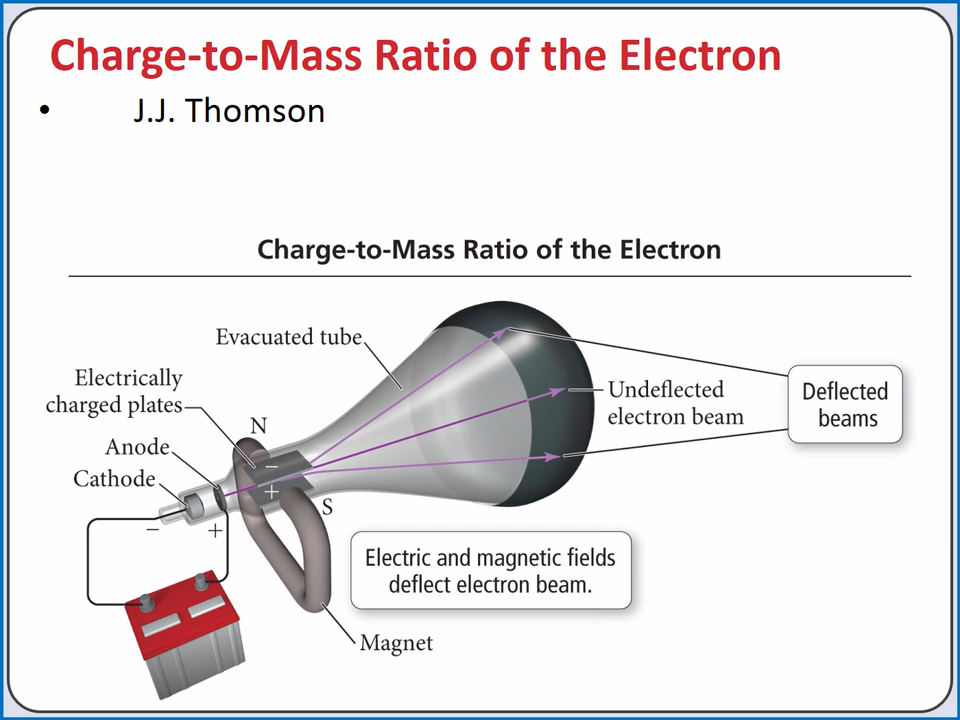 Charge-to-Mass Ratio of the Electron
• J.J. Thomson
Charge-to-Mass Ratio of the Electron
Evacuated tube
Electrically
charged plates
N
Anode
Cathode
−
+
−
+
S
Undeflected
electron beam
Deflected
beams
Electric and magnetic fields
deflect electron beam.
Magnet